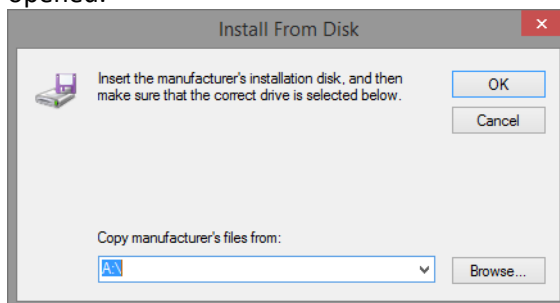 opened.
Install From Disk
Insert the manufacturer's installation disk, and then
make sure that the correct drive is selected below.
OK
Cancel
Copy manufacturer's files from:
A:\
Browse...